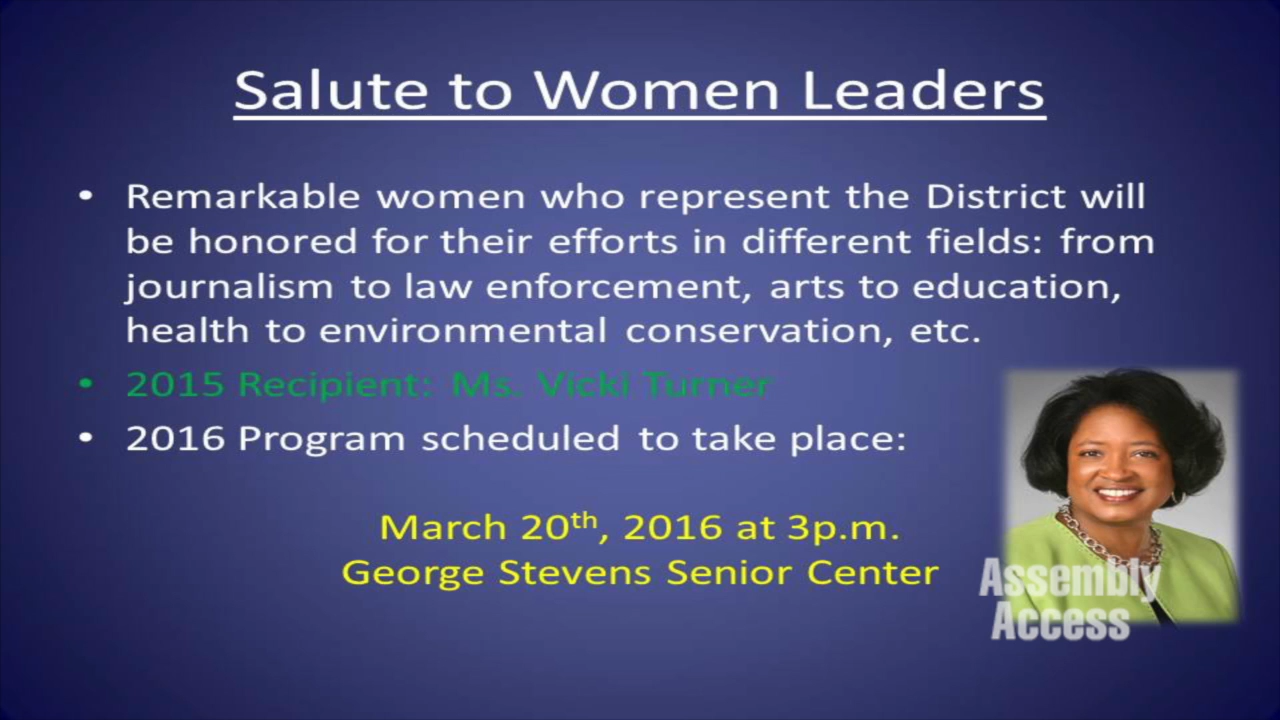 Salute to Women Leaders
• Remarkable women who represent the District will
be honored for their efforts in different fields: from
journalism to law enforcement, arts to education,
health to environmental conservation, etc.
• 2015 Recipient: Ms. Vicki Turner
• 2016 Program scheduled to take place:
March 20th, 2016 at 3p.m.
George Stevens Senior Center
Assembly
Access